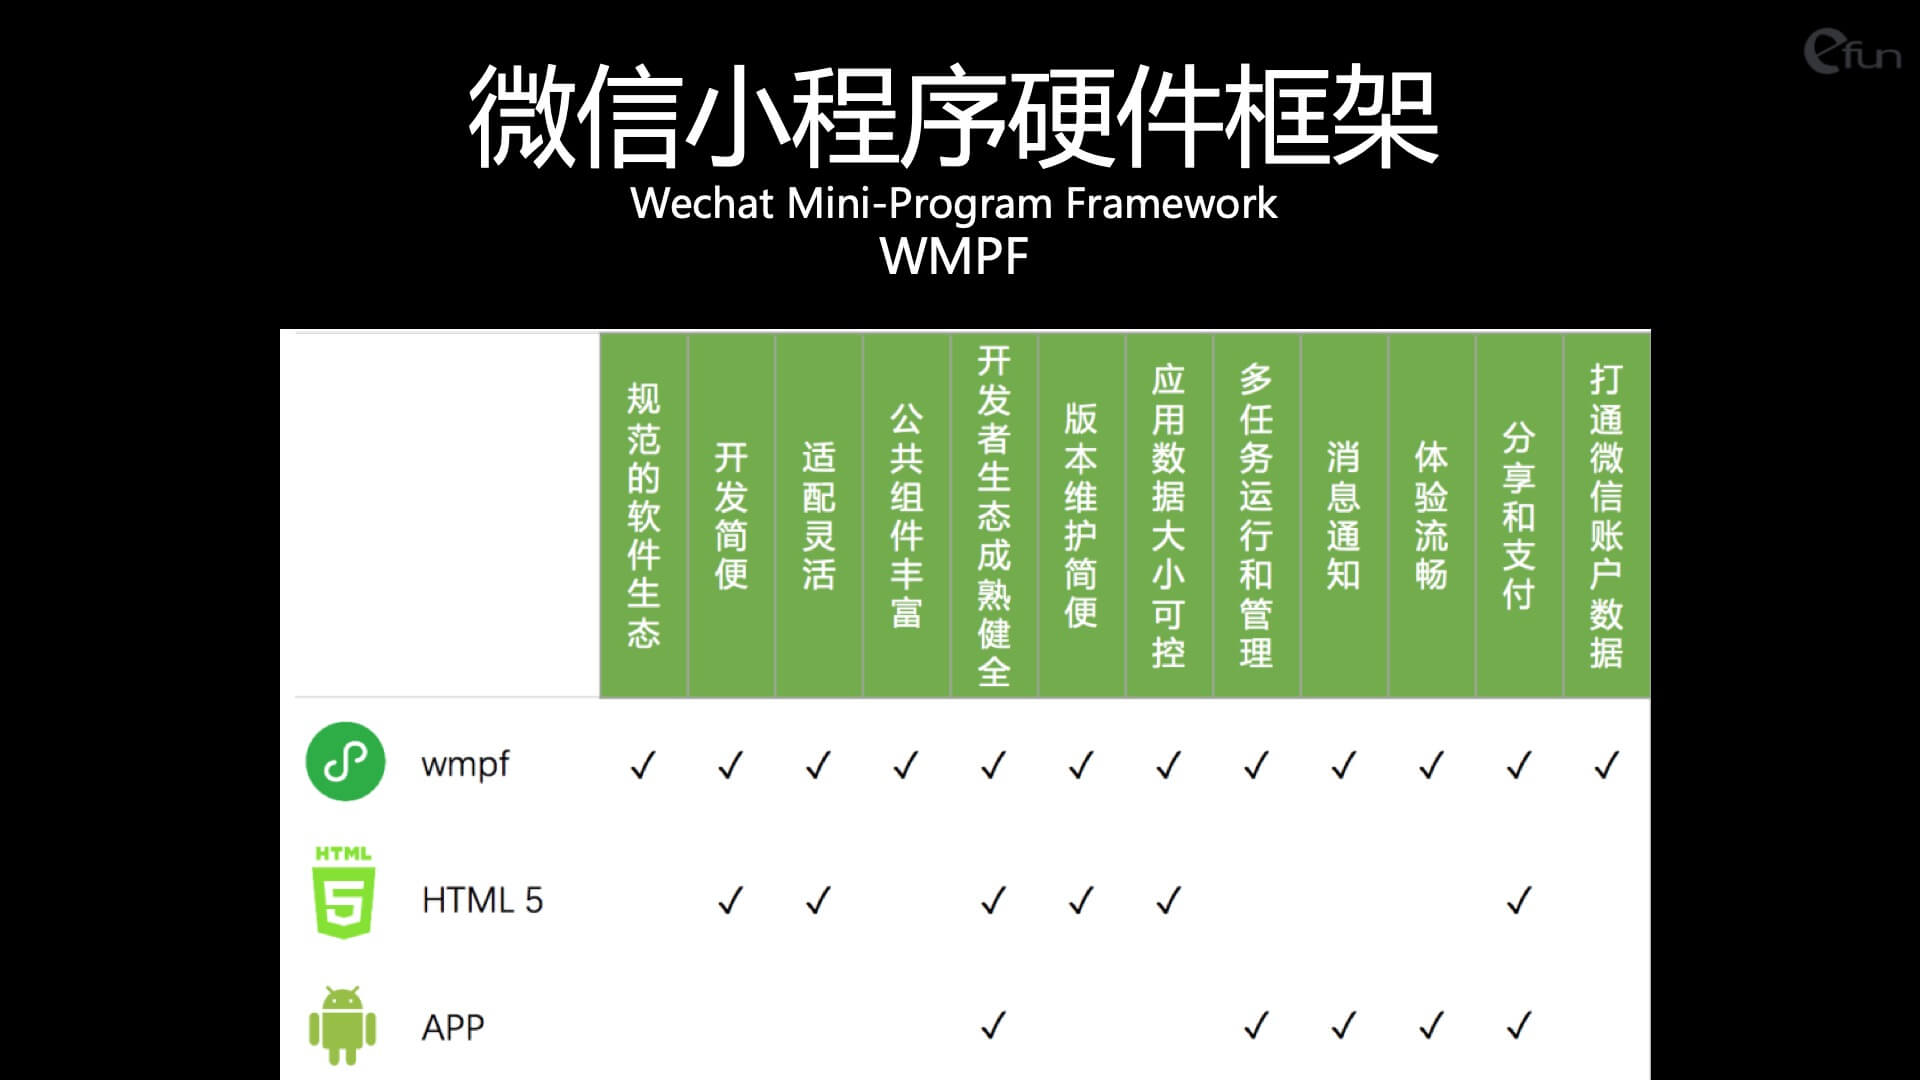 efun
微信小程序硬件框架
Wechat Mini-Program Framework
WMPF
规范的软件生态
开发简便
适配灵活
公共组件丰富
开发者生态成熟健全
版本维护简便
应用数据大小可控
多任务运行和管理
消息通知
体验流畅
分享和支付
打通微信账户数据
wmpf ✓ ✓ ✓ ✓ ✓ ✓ ✓ ✓ ✓ ✓ ✓ ✓
HTML
5
HTML 5 ✓ ✓ ✓ ✓ ✓ ✓
APP ✓ ✓ ✓ ✓ ✓